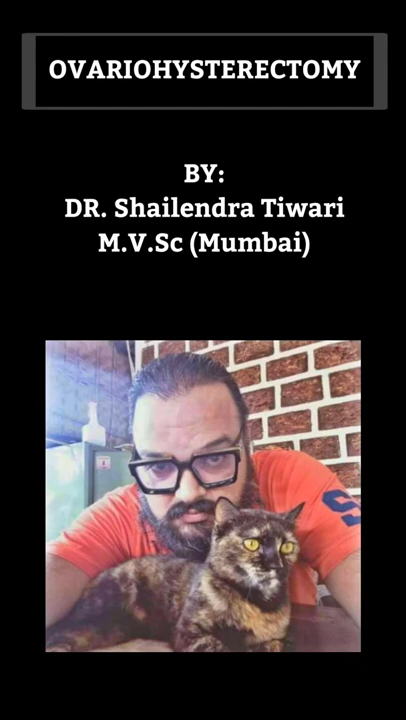 OVARIOHYSTERECTOMY
BY:
DR. Shailendra Tiwari
M.V.Sc (Mumbai)
S